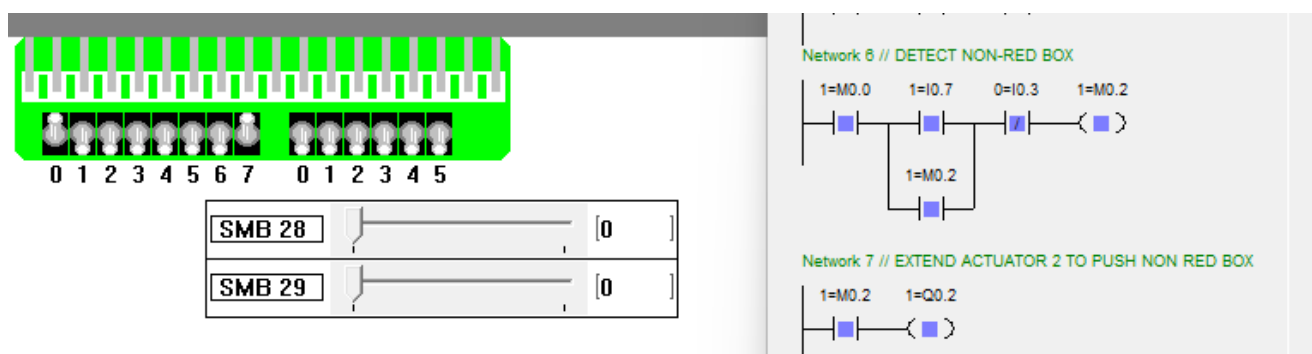 0 1 2 3 4 5 6 7 0 1 2 3 4 5
SMB 28 [0 ]
SMB 29 [0 ]
Network 6 // DETECT NON-RED BOX
1=M0.0 1=I0.7 0=I0.3 1=M0.2
1=M0.2
Network 7 // EXTEND ACTUATOR 2 TO PUSH NON RED BOX
1=M0.2 1=Q0.2